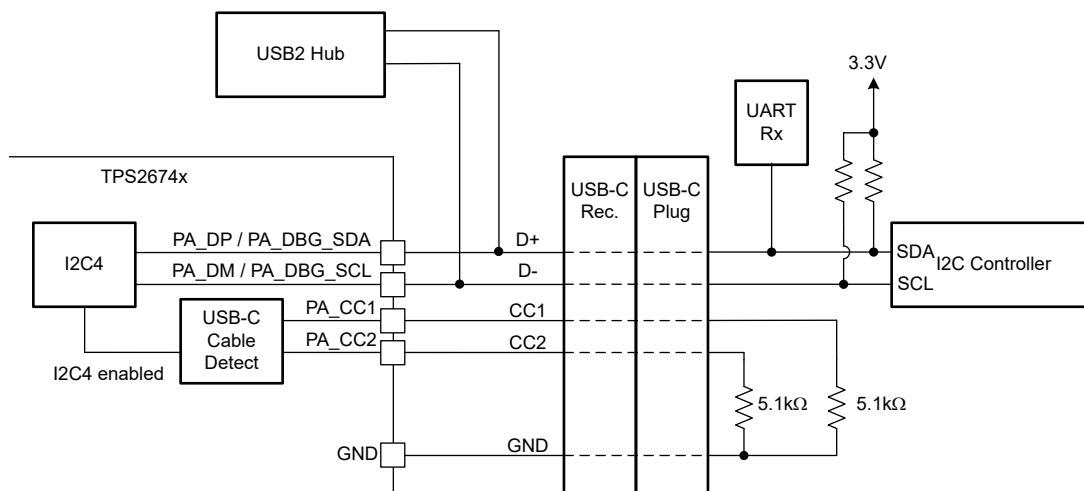 USB2 Hub
3.3V
UART
Rx
TPS2674x
USB-C
Rec.
USB-C
Plug
I2C4
PA_DP / PA_DBG_SDA
D+
SDA
I2C Controller
PA_DM / PA_DBG_SCL
D-
SCL
USB-C
Cable
Detect
PA_CC1
CC1
PA_CC2
CC2
I2C4 enabled
5.1kΩ
5.1kΩ
GND
GND